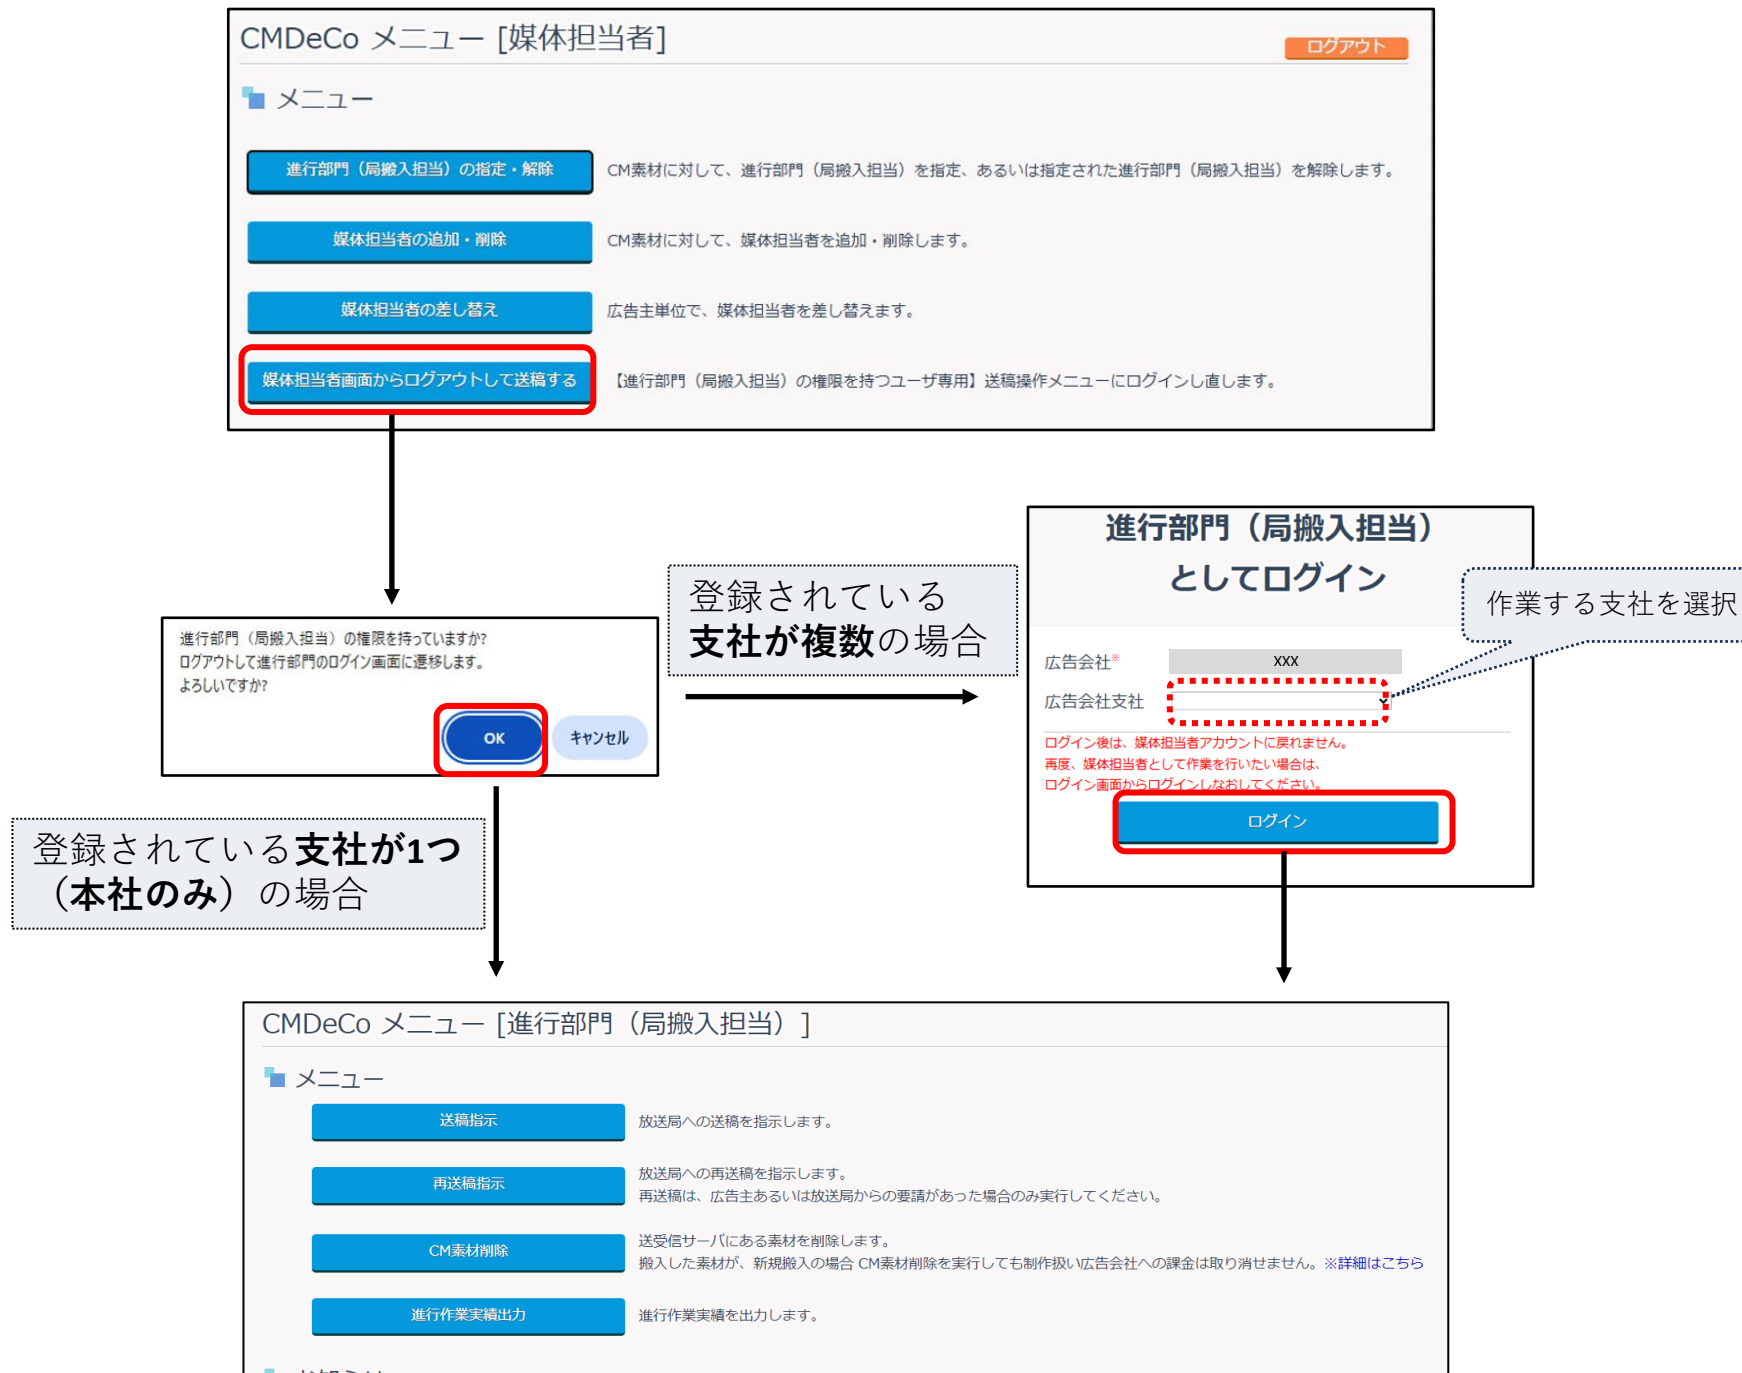 CMDeCo メニュー [媒体担当者]
ログアウト
メニュー
進行部門（局搬入担当）の指定・解除
CM素材に対して、進行部門（局搬入担当）を指定、あるいは指定された進行部門（局搬入担当）を解除します。
媒体担当者の追加・削除
CM素材に対して、媒体担当者を追加・削除します。
媒体担当者の差し替え
広告主単位で、媒体担当者を差し替えます。
媒体担当者画面からログアウトして送稿する
【進行部門（局搬入担当）の権限を持つユーザ専用】送稿操作メニューにログインし直します。
進行部門（局搬入担当）の権限を持っていますか?
ログアウトして進行部門のログイン画面に遷移します。
よろしいですか?
OK
キャンセル
登録されている
支社が複数の場合
進行部門（局搬入担当）
としてログイン
作業する支社を選択
広告会社※
xxx
広告会社支社
ログイン後は、媒体担当者アカウントに戻れません。
再度、媒体担当者として作業を行いたい場合は、
ログイン画面からログインしなおしてください。
ログイン
登録されている支社が1つ
（本社のみ）の場合
CMDeCo メニュー [進行部門（局搬入担当）]
メニュー
送稿指示
放送局への送稿を指示します。
再送稿指示
放送局への再送稿を指示します。
再送稿は、広告主あるいは放送局からの要請があった場合のみ実行してください。
CM素材削除
送受信サーバにある素材を削除します。
搬入した素材が、新規搬入の場合 CM素材削除を実行しても制作扱い広告会社への課金は取り消せません。※詳細はこちら
進行作業実績出力
進行作業実績を出力します。